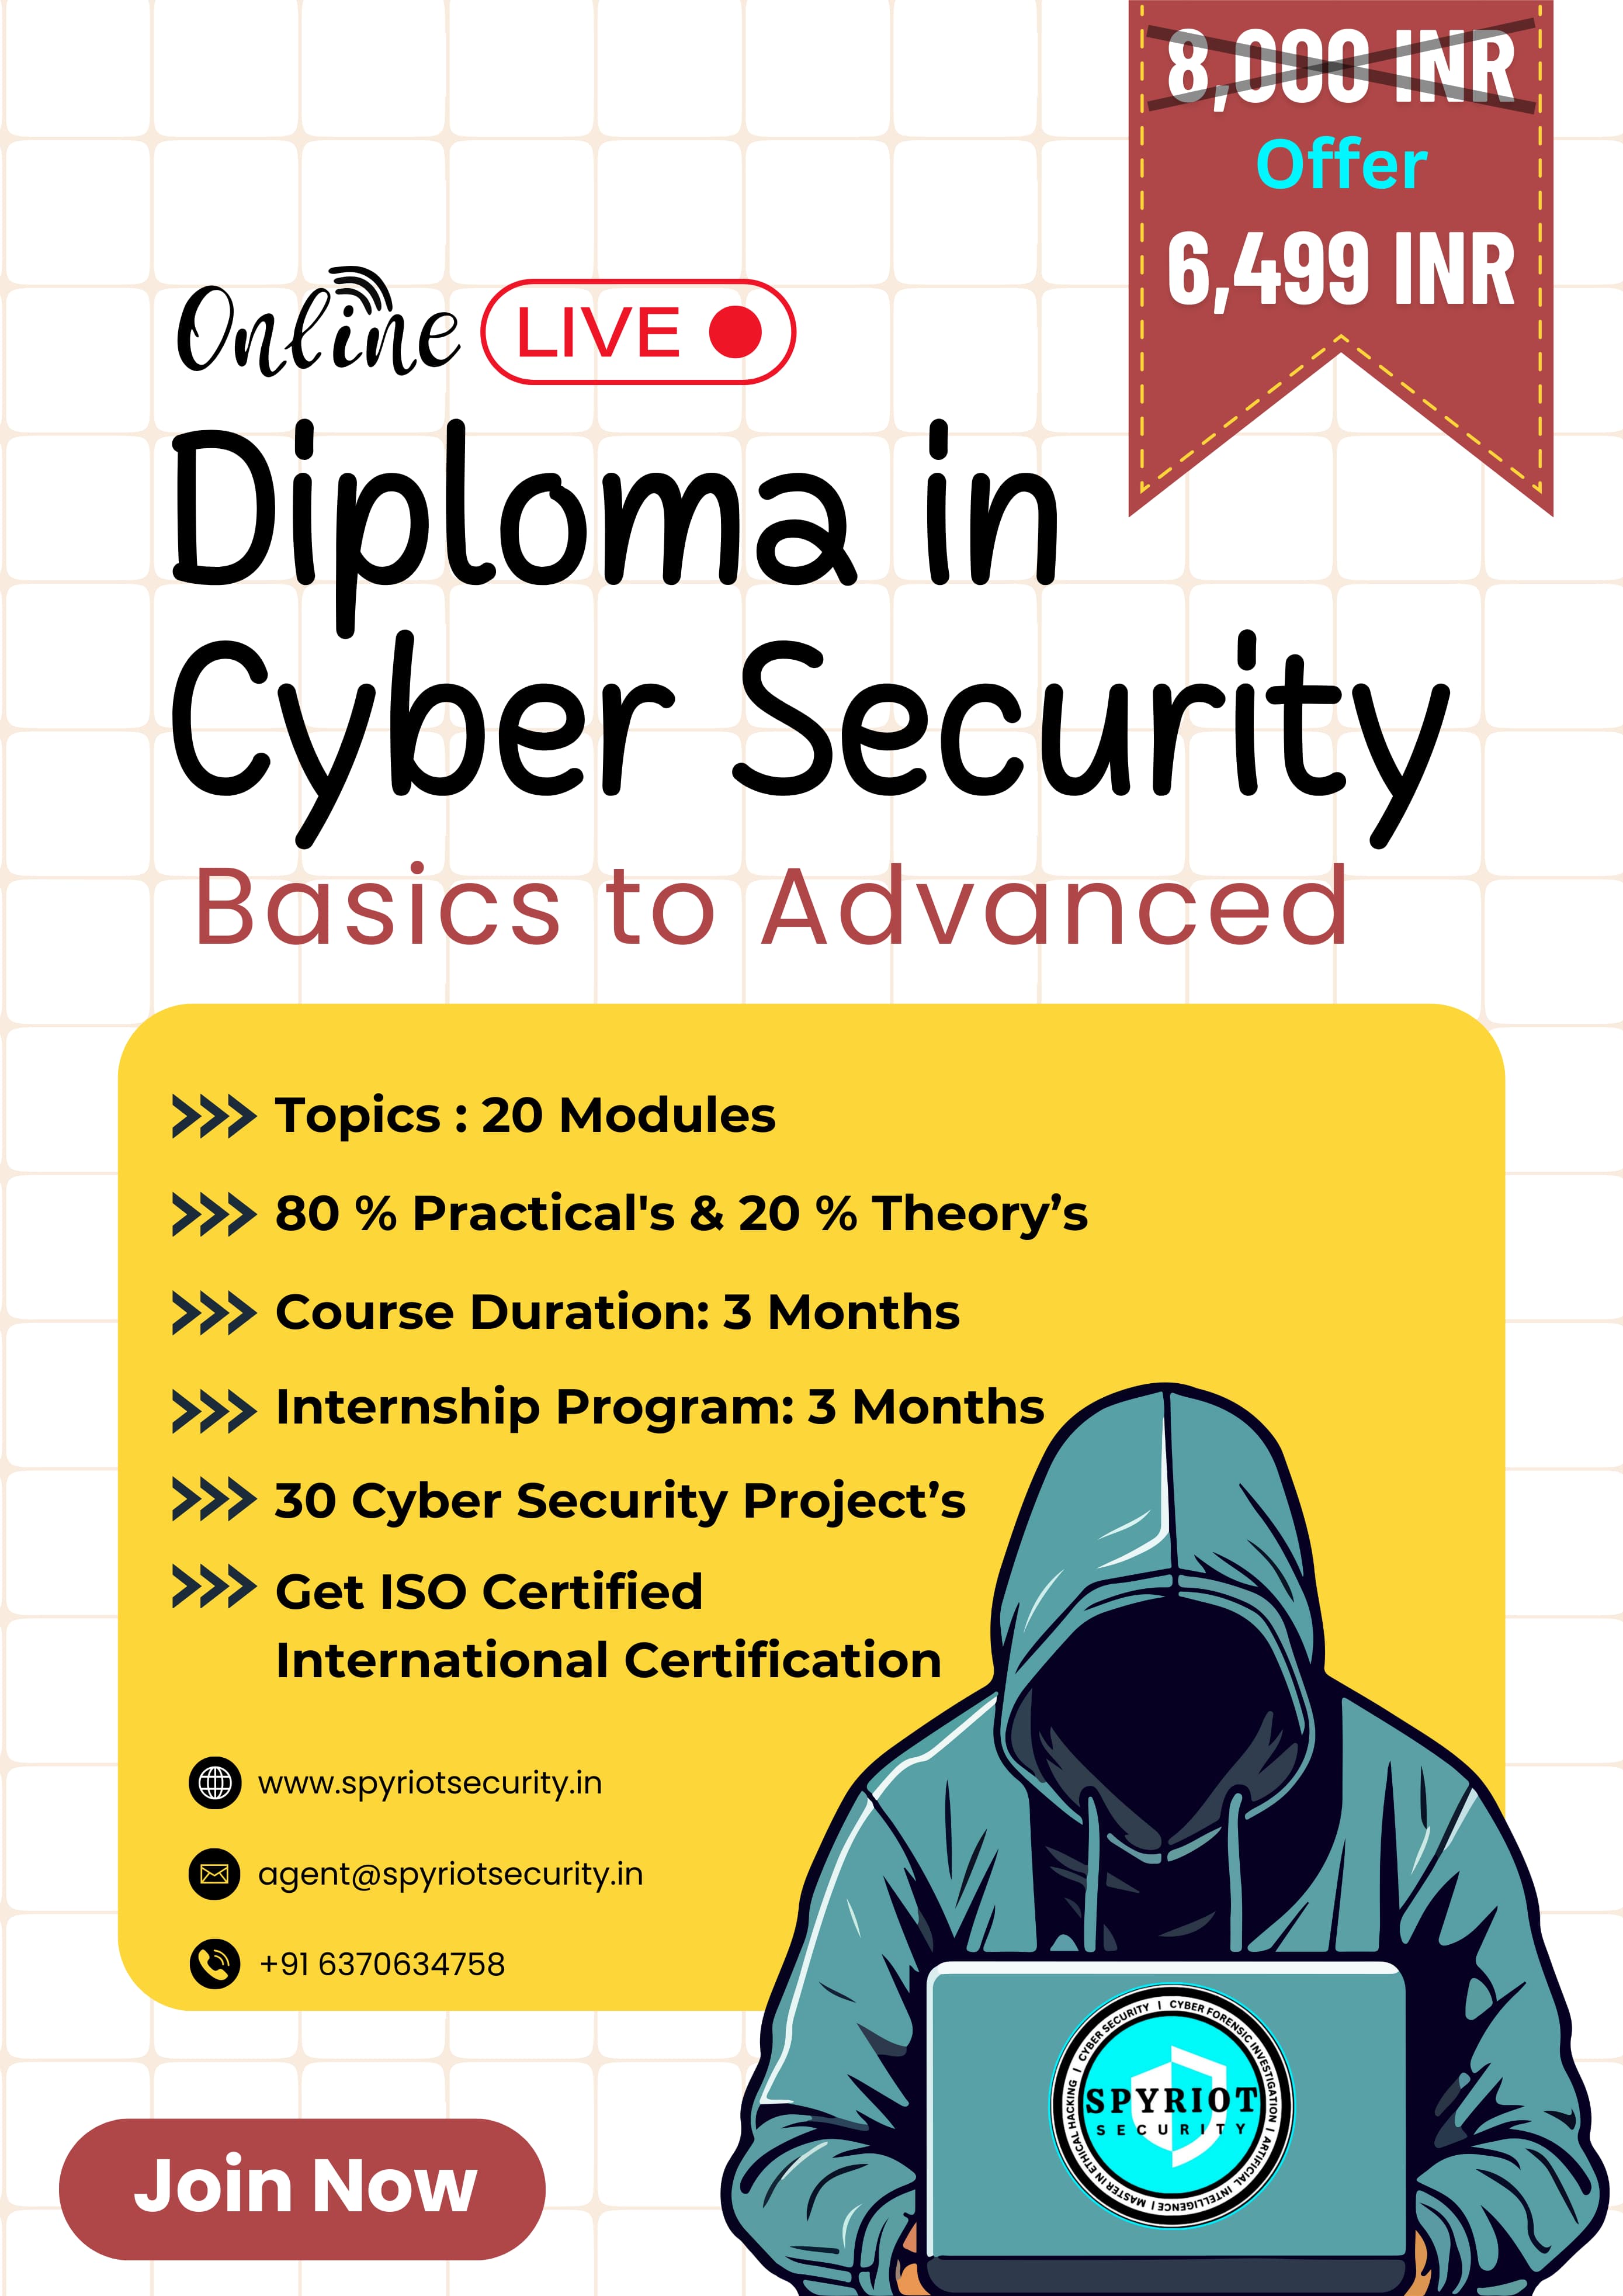 8,000 INR
Offer
6,499 INR
Online LIVE
Diploma in
Cyber Security
Basics to Advanced
Topics : 20 Modules
80 % Practical's & 20 % Theory’s
Course Duration: 3 Months
Internship Program: 3 Months
30 Cyber Security Project’s
Get ISO Certified
International Certification
www.spyriotsecurity.in
agent@spyriotsecurity.in
+91 6370634758
CYBER SECURITY | CYBER FORENSIC INVESTIGATION | ARTIFICIAL INTELLIGENCE | MASTER IN ETHICAL HACKING |
SPYRIOT
SECURITY
Join Now